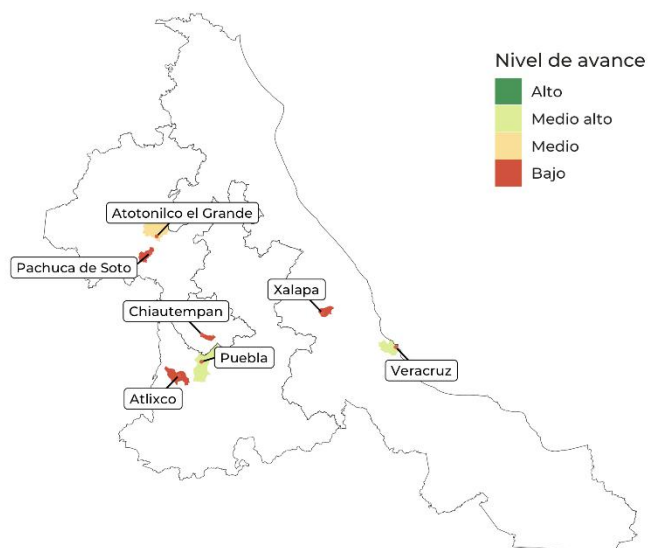 Nivel de avance
Alto
Medio alto
Medio
Bajo
Atotonilco el Grande
Pachuca de Soto
Xalapa
Chiautempan
Puebla
Veracruz
Atlixco